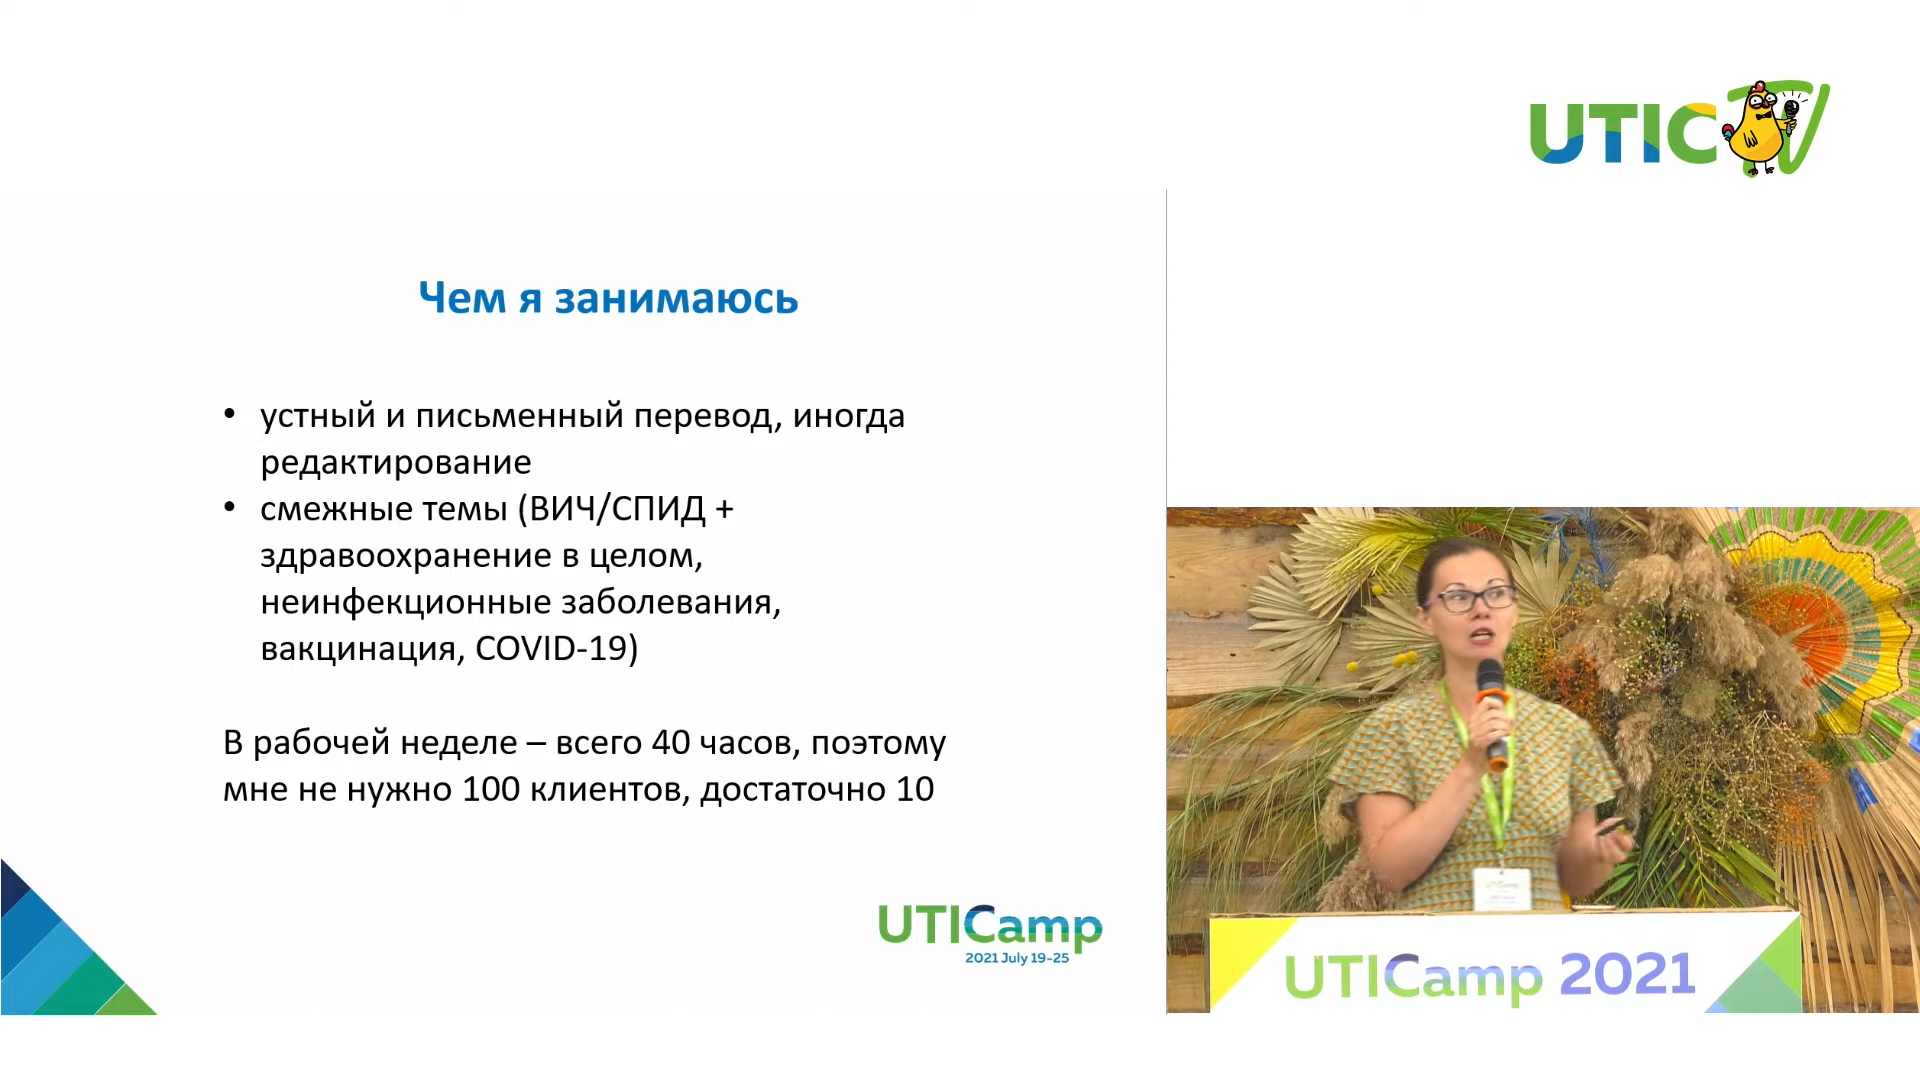 UTIC TV
Чем я занимаюсь
• устный и письменный перевод, иногда
редактирование
• смежные темы (ВИЧ/СПИД +
здравоохранение в целом,
неинфекционные заболевания,
вакцинация, COVID-19)
В рабочей неделе – всего 40 часов, поэтому
мне не нужно 100 клиентов, достаточно 10
UTICamp
2021 July 19-25
UTICamp
UTICamp 2021